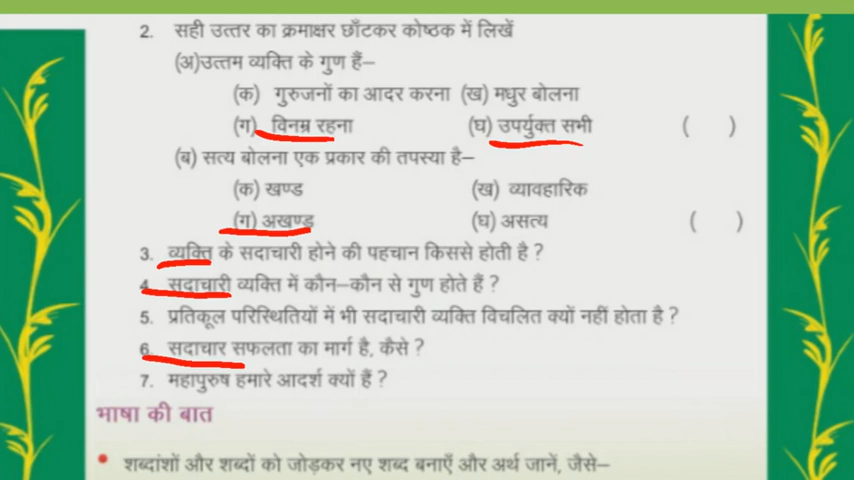 2. सही उत्तर का क्रमाक्षर छाँटकर कोष्ठक में लिखें
(अ)उत्तम व्यक्ति के गुण हैं–
(क) गुरुजनों का आदर करना (ख) मधुर बोलना
(ग) विनम्र रहना (घ) उपर्युक्त सभी ( )
(ब) सत्य बोलना एक प्रकार की तपस्या है–
(क) खण्ड (ख) व्यावहारिक
(ग) अखण्ड (घ) असत्य ( )
3. व्यक्ति के सदाचारी होने की पहचान किससे होती है ?
4. सदाचारी व्यक्ति में कौन–कौन से गुण होते हैं ?
5. प्रतिकूल परिस्थितियों में भी सदाचारी व्यक्ति विचलित क्यों नहीं होता है ?
6. सदाचार सफलता का मार्ग है, कैसे ?
7. महापुरुष हमारे आदर्श क्यों हैं ?
भाषा की बात
• शब्दांशों और शब्दों को जोड़कर नए शब्द बनाएँ और अर्थ जानें, जैसे–